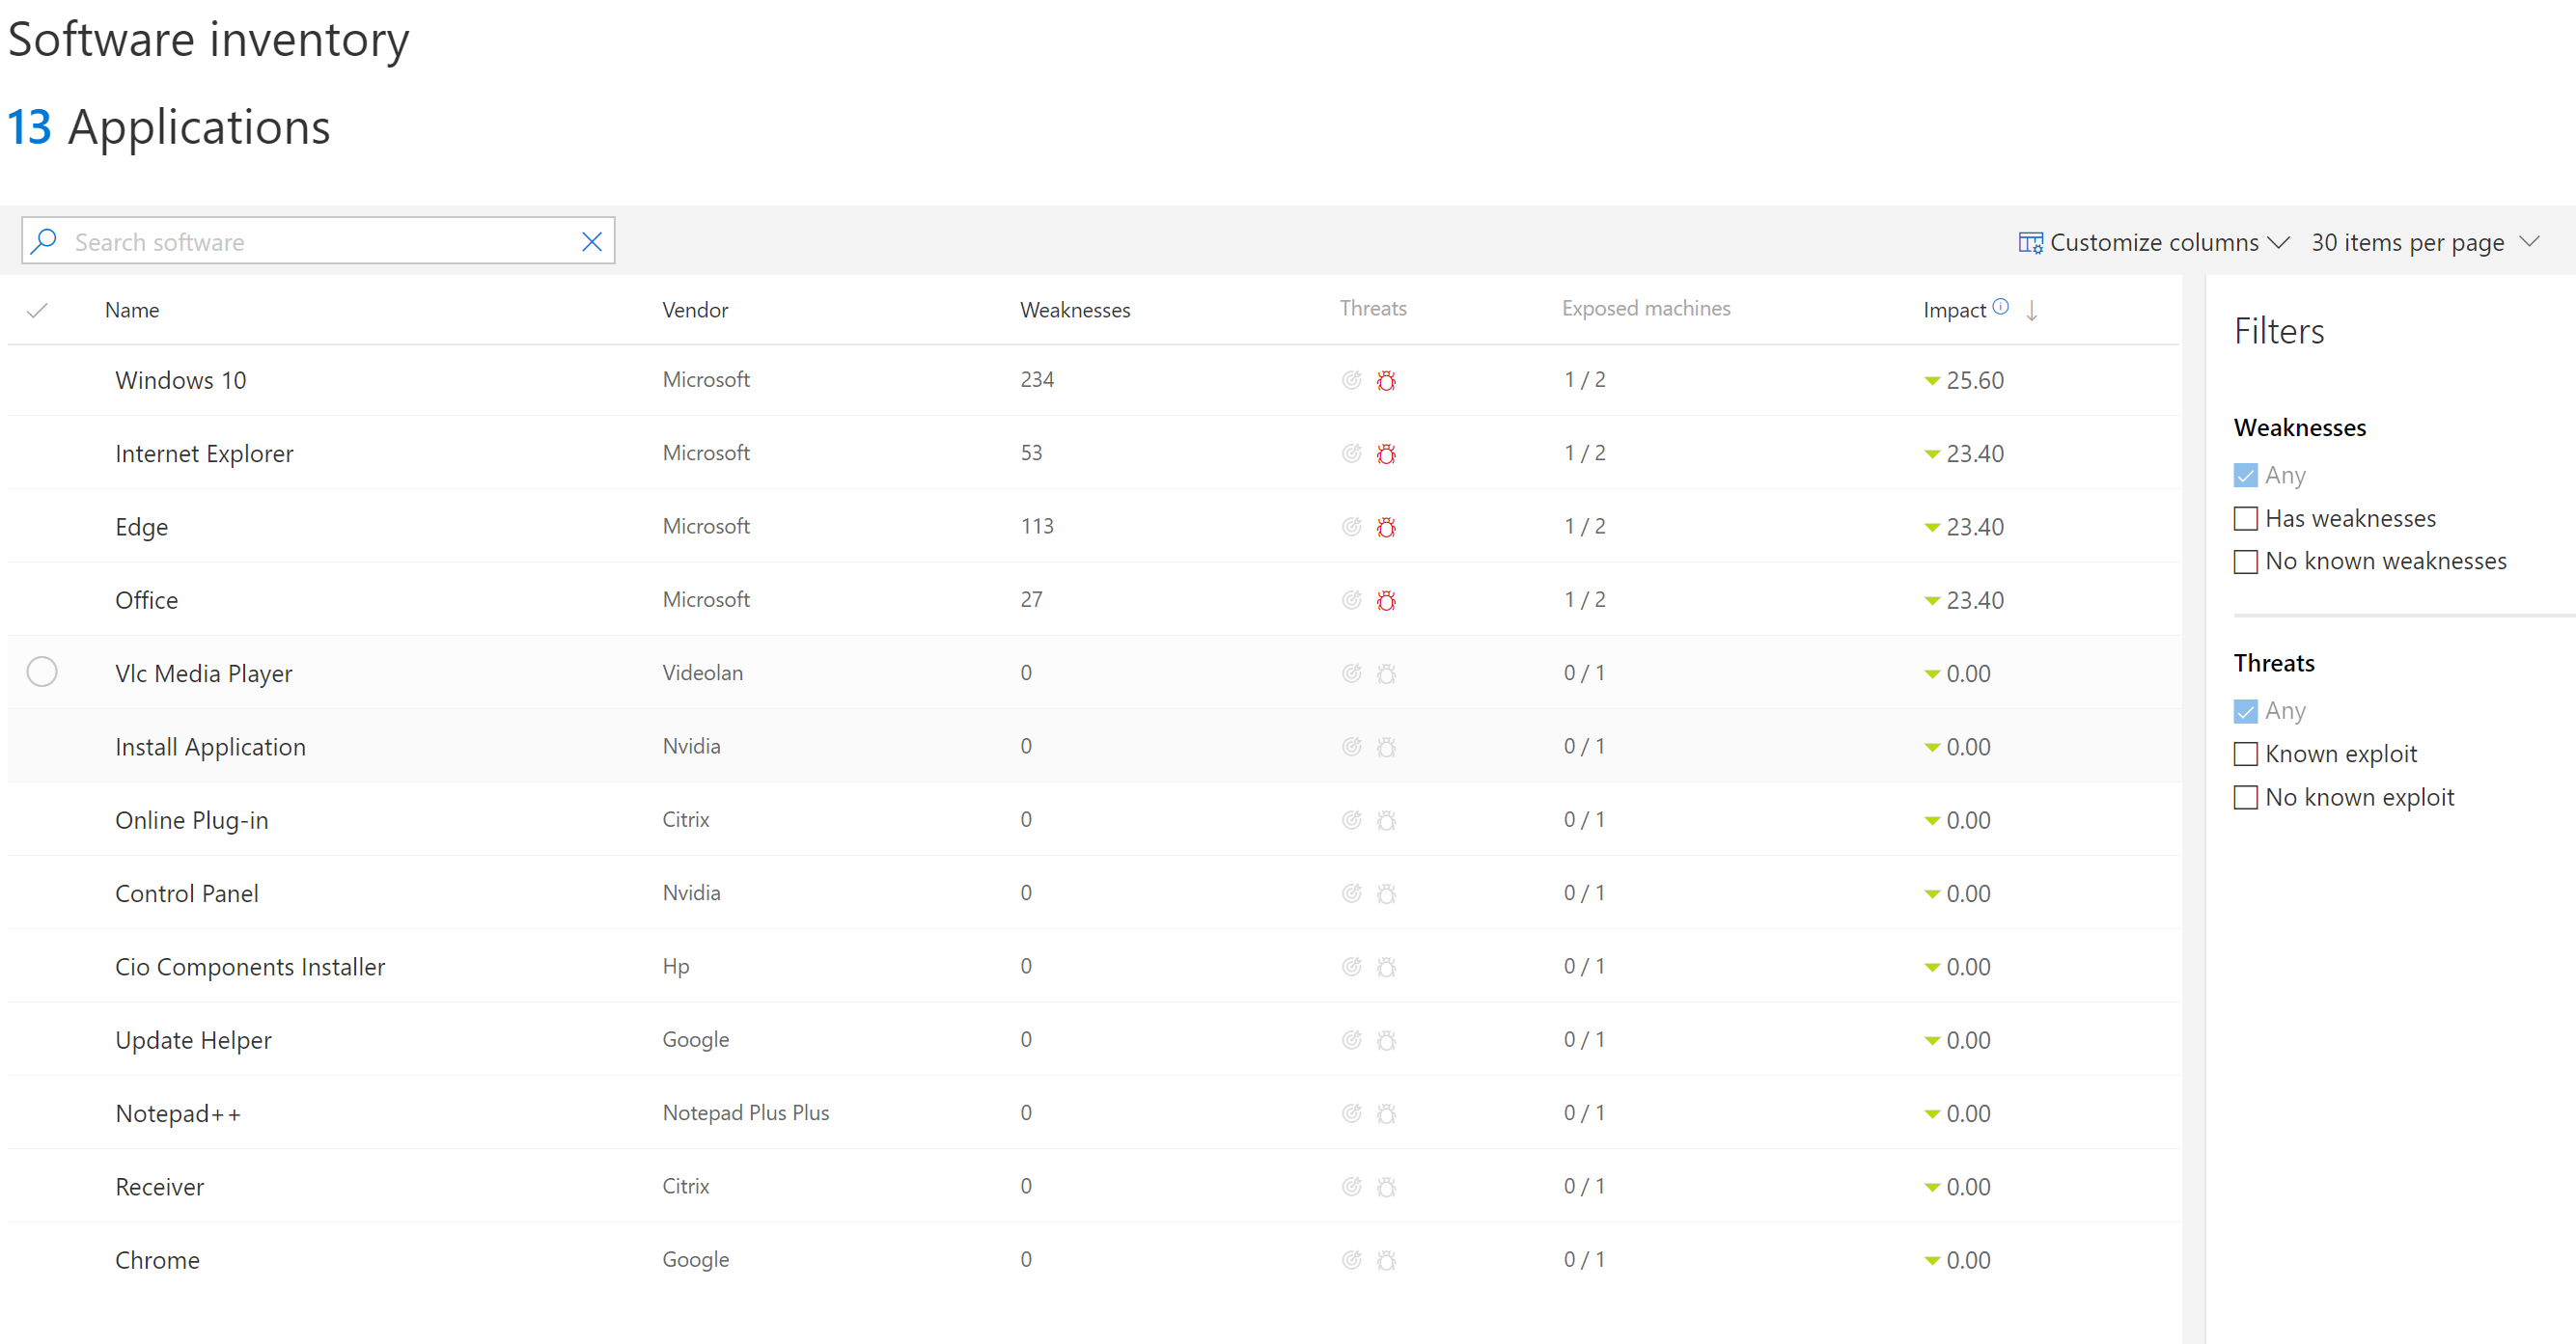 Software inventory
13 Applications
Search software
Customize columns 30 items per page
Name Vendor Weaknesses Threats Exposed machines Impact
Windows 10 Microsoft 234 1 / 2 25.60
Internet Explorer Microsoft 53 1 / 2 23.40
Edge Microsoft 113 1 / 2 23.40
Office Microsoft 27 1 / 2 23.40
Vlc Media Player Videolan 0 0 / 1 0.00
Install Application Nvidia 0 0 / 1 0.00
Online Plug-in Citrix 0 0 / 1 0.00
Control Panel Nvidia 0 0 / 1 0.00
Cio Components Installer Hp 0 0 / 1 0.00
Update Helper Google 0 0 / 1 0.00
Notepad++ Notepad Plus Plus 0 0 / 1 0.00
Receiver Citrix 0 0 / 1 0.00
Chrome Google 0 0 / 1 0.00
Filters
Weaknesses
Any
Has weaknesses
No known weaknesses
Threats
Any
Known exploit
No known exploit